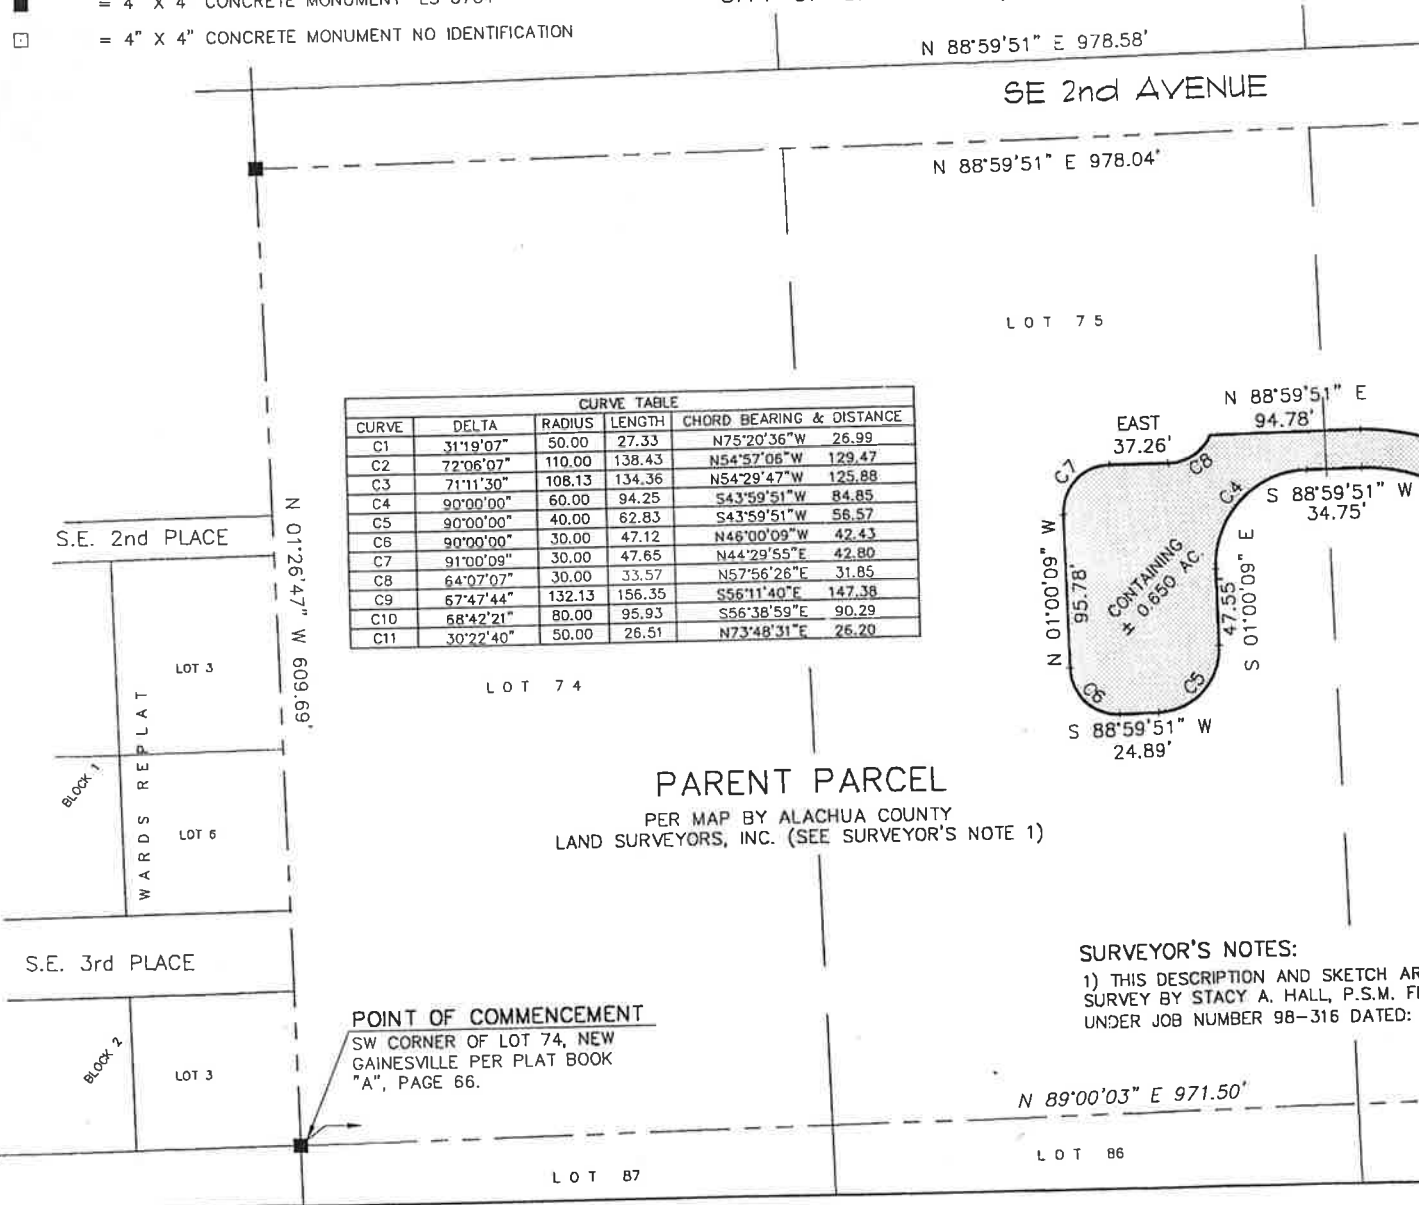 = 4" X 4" CONCRETE MONUMENT
= 4" X 4" CONCRETE MONUMENT NO IDENTIFICATION
N 88°59'51" E 978.58'
SE 2nd AVENUE
N 88°59'51" E 978.04'
LOT 75
CURVE TABLE
CURVE DELTA RADIUS LENGTH CHORD BEARING & DISTANCE
C1 31°19'07" 50.00 27.33 N75°20'36"W 26.99
C2 72°06'07" 110.00 138.43 N54°57'06"W 129.47
C3 71°11'30" 108.13 134.36 N54°29'47"W 125.88
C4 90°00'00" 60.00 94.25 S43°59'51"W 84.85
C5 90°00'00" 40.00 62.83 S43°59'51"W 56.57
C6 90°00'00" 30.00 47.12 N46°00'09"W 42.43
C7 91°00'09" 30.00 47.65 N44°29'55"E 42.80
C8 64°07'07" 30.00 33.57 N57°56'26"E 31.85
C9 67°47'44" 132.13 156.35 S56°11'40"E 147.38
C10 68°42'21" 80.00 95.93 S56°38'59"E 90.29
C11 30°22'40" 50.00 26.51 N73°48'31"E 26.20
N 88°59'51" E
94.78'
EAST
37.26'
C7
C8
C4
S 88°59'51" W
34.75'
N 01°00'09" W
95.78'
CONTAINING
± 0.650 AC.
47.55'
S 01°00'09" E
C6
C5
S 88°59'51" W
24.89'
N 01°26'47" W 609.69'
S.E. 2nd PLACE
LOT 3
WARDS REPLAT
BLOCK 1
LOT 6
LOT 74
PARENT PARCEL
PER MAP BY ALACHUA COUNTY
LAND SURVEYORS, INC. (SEE SURVEYOR'S NOTE 1)
S.E. 3rd PLACE
BLOCK 2
LOT 3
POINT OF COMMENCEMENT
SW CORNER OF LOT 74, NEW
GAINESVILLE PER PLAT BOOK
"A", PAGE 66.
SURVEYOR'S NOTES:
1) THIS DESCRIPTION AND SKETCH AR
SURVEY BY STACY A. HALL, P.S.M. F
UNDER JOB NUMBER 98-316 DATED:
N 89°00'03" E 971.50'
LOT 87
LOT 86